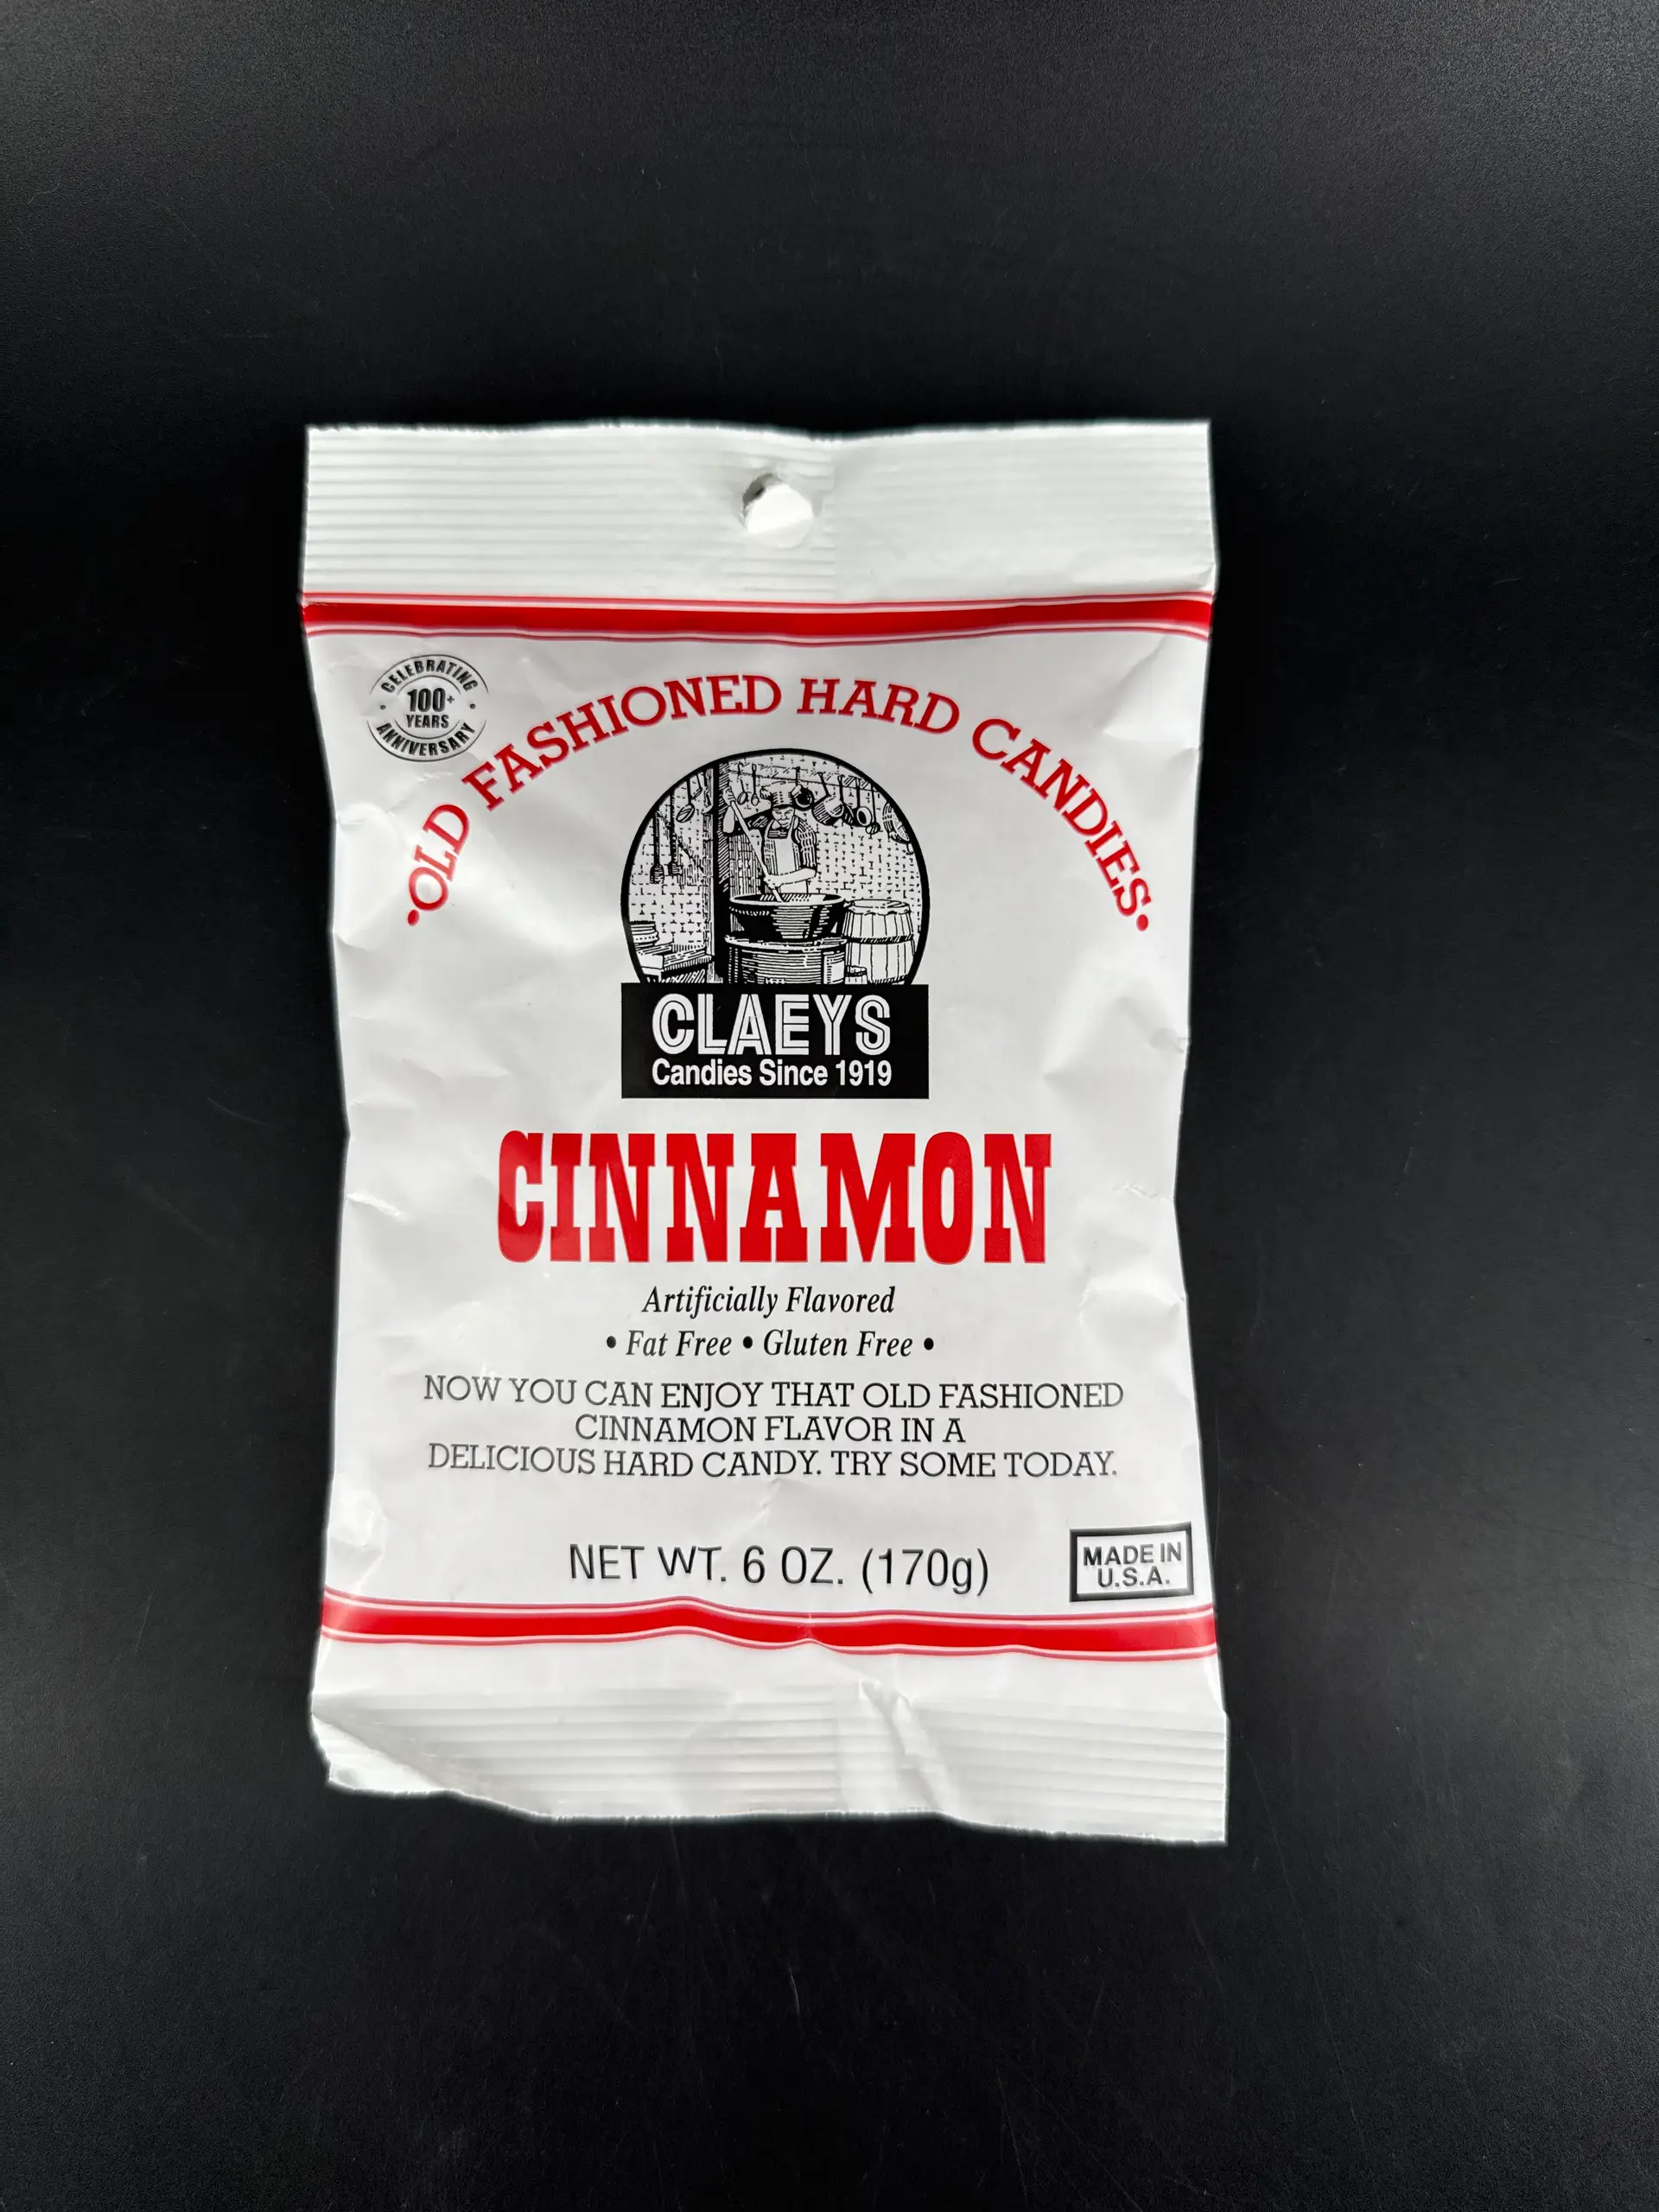 CELEBRATING
100+
YEARS
ANNIVERSARY
•OLD FASHIONED HARD CANDIES•
CLAEYS
Candies Since 1919
CINNAMON
Artificially Flavored
• Fat Free • Gluten Free •
NOW YOU CAN ENJOY THAT OLD FASHIONED
CINNAMON FLAVOR IN A
DELICIOUS HARD CANDY. TRY SOME TODAY.
NET WT. 6 OZ. (170g)
MADE IN
U.S.A.